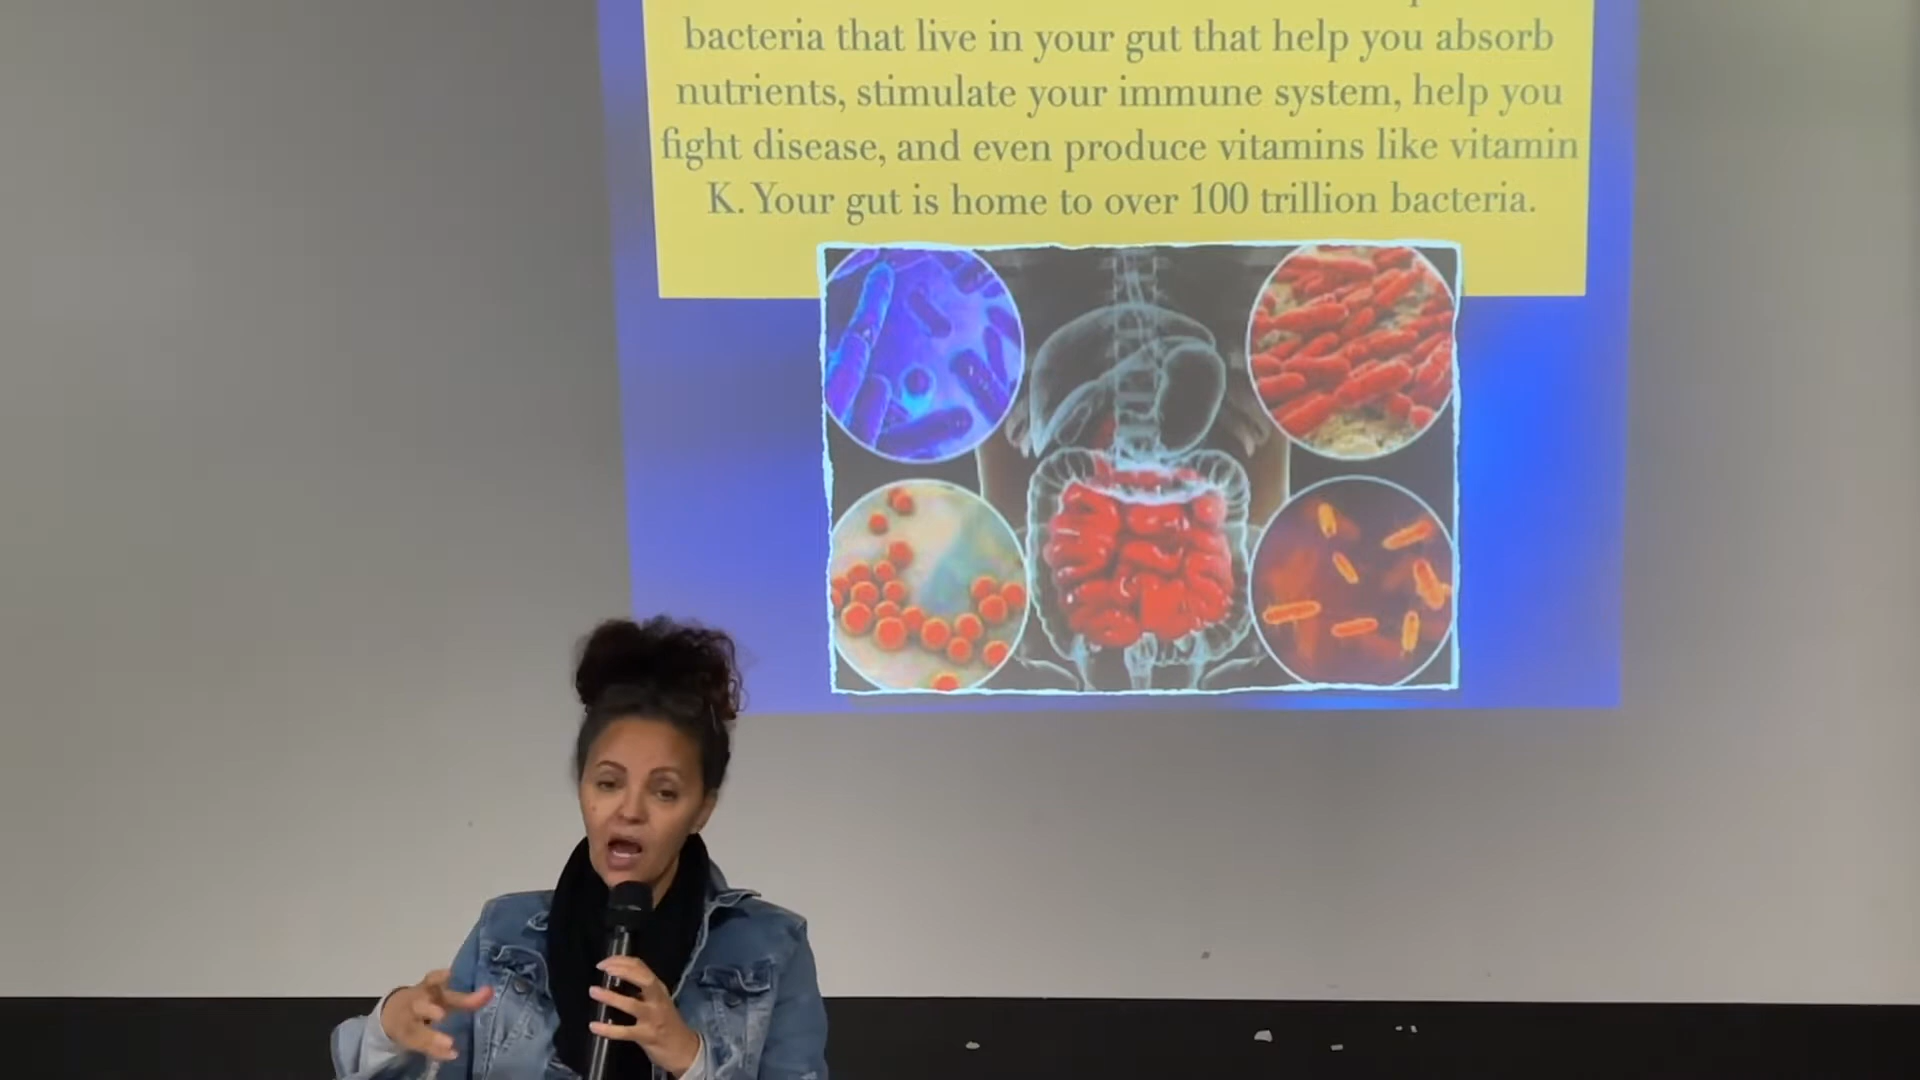 bacteria that live in your gut that help you absorb
nutrients, stimulate your immune system, help you
fight disease, and even produce vitamins like vitamin
K. Your gut is home to over 100 trillion bacteria.